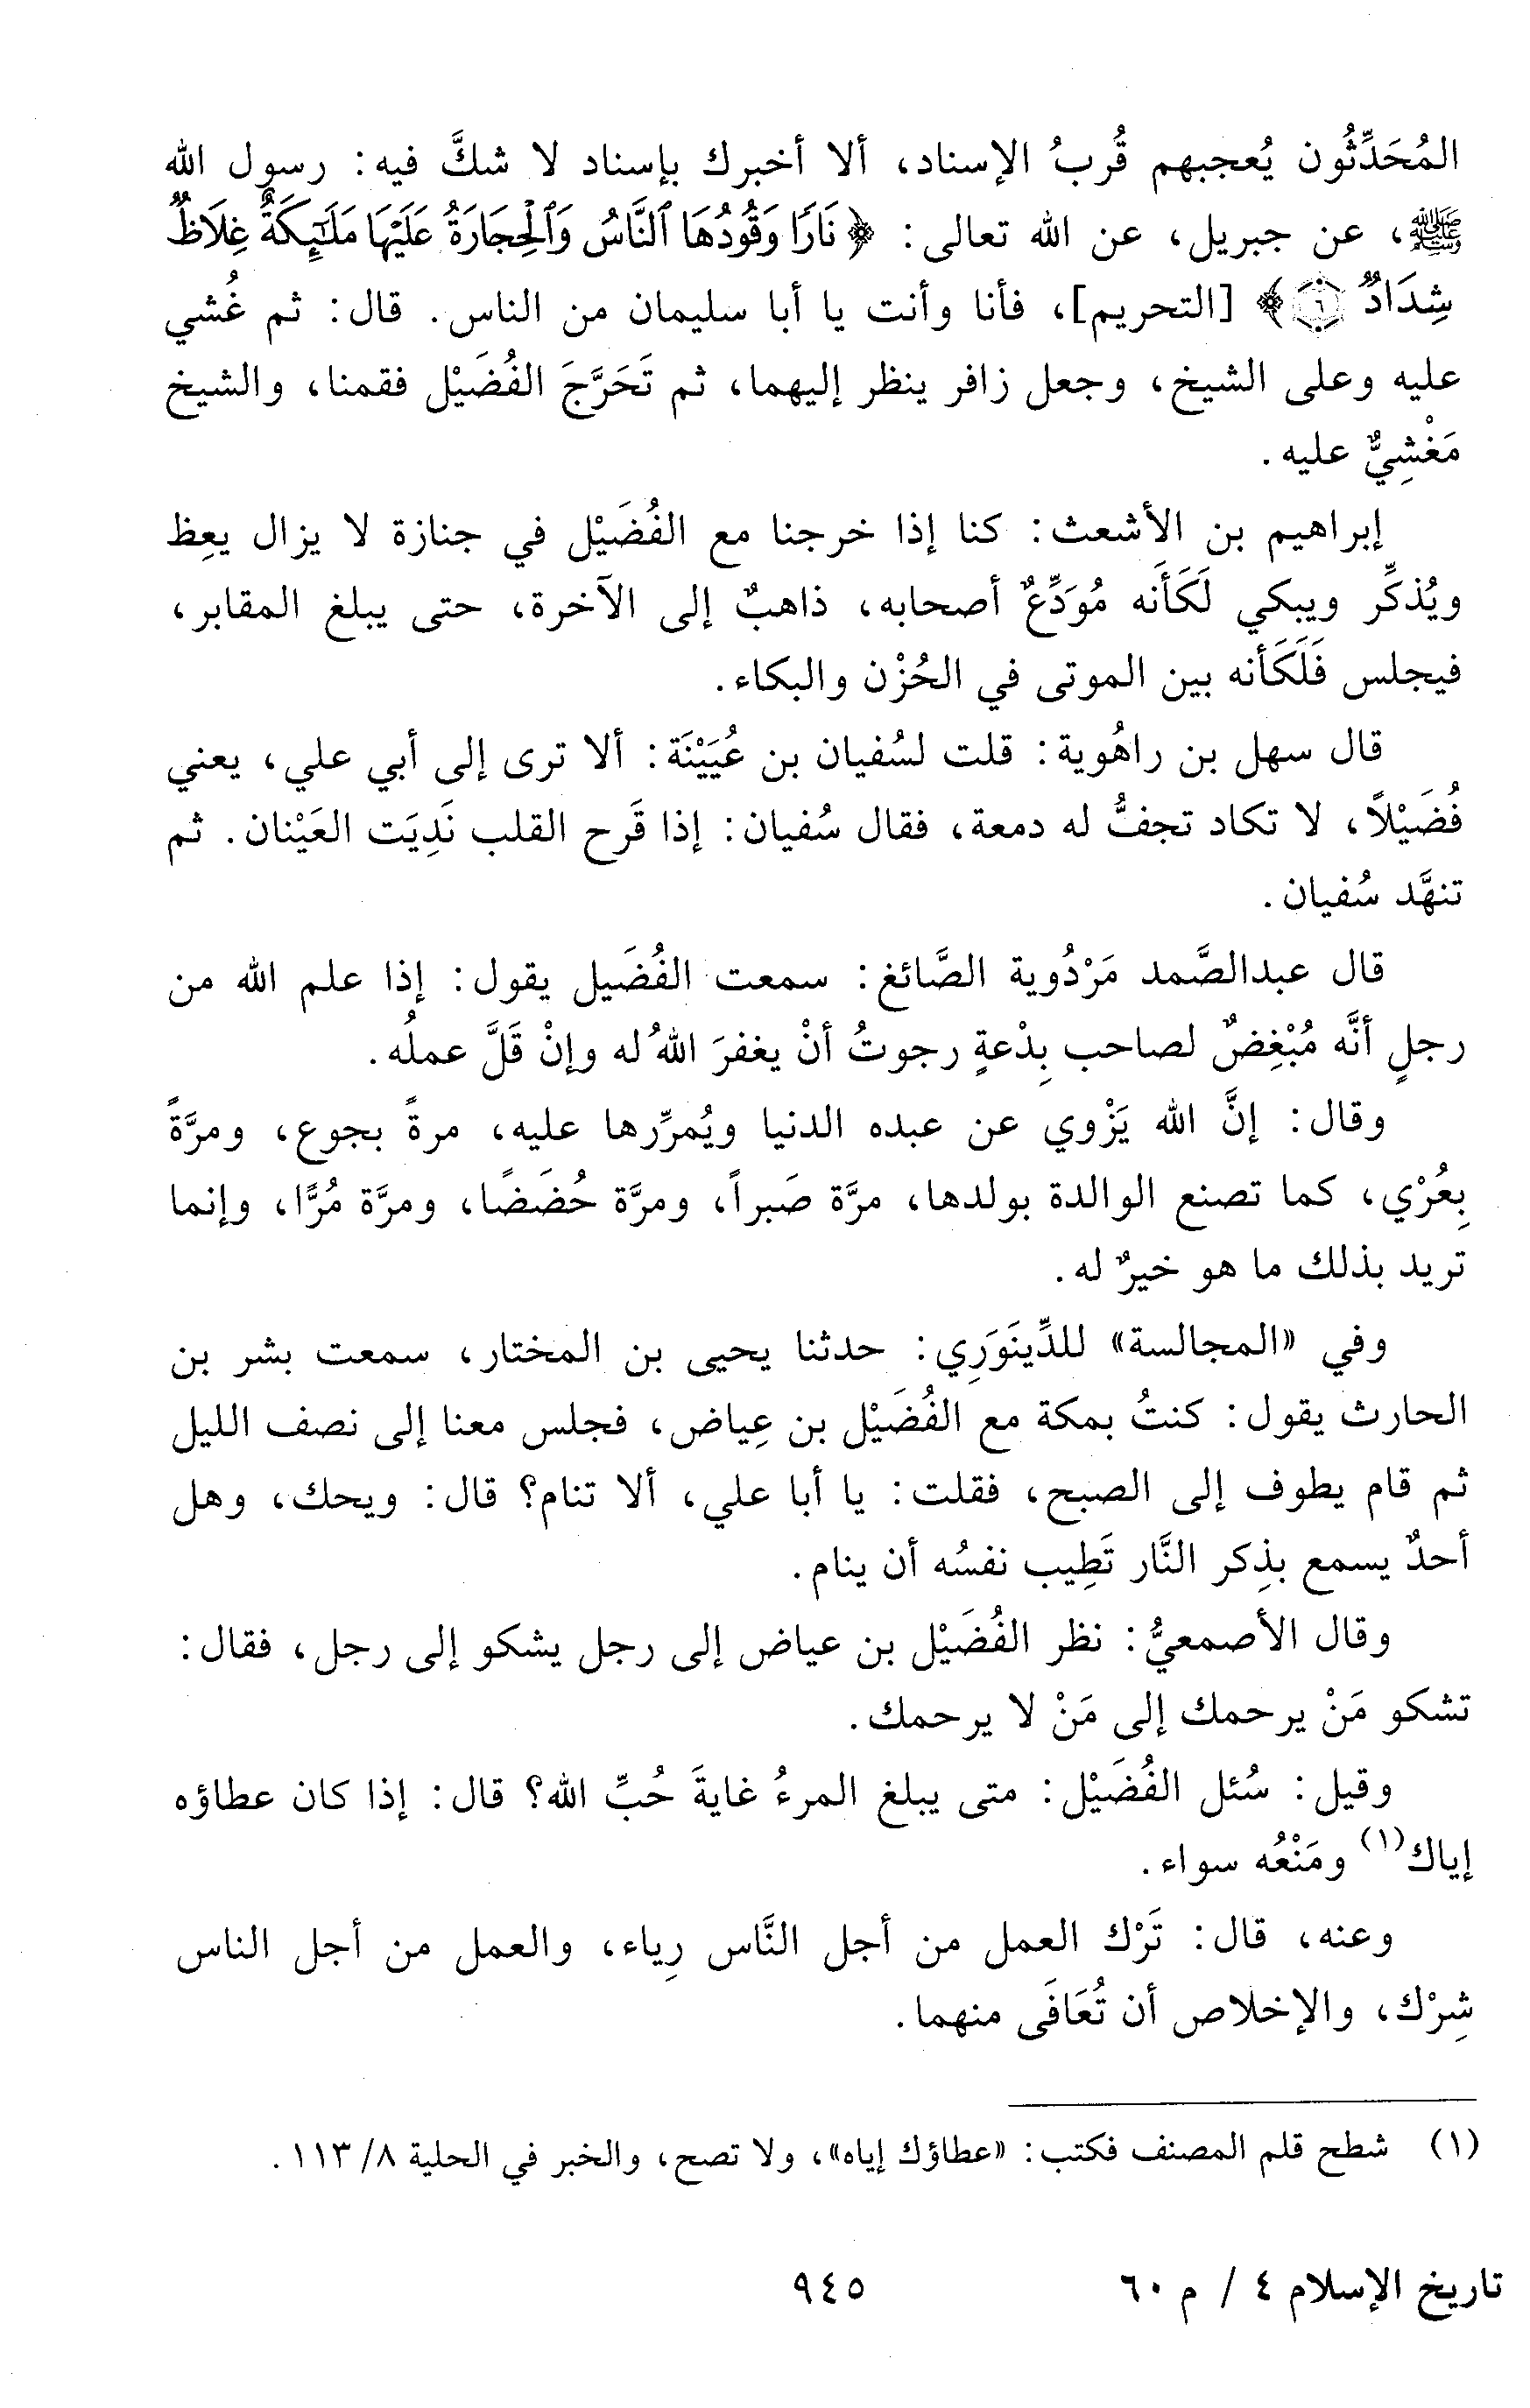 المُحَدِّثُون يُعجبهم قُربُ الإسناد، ألا أخبرك بإسناد لا شكَّ فيه: رسول الله
ﷺ، عن جبريل، عن الله تعالى: ﴿نَارًا وَقُودُهَا ٱلنَّاسُ وَٱلْحِجَارَةُ عَلَيْهَا مَلَـٰٓئِكَةٌ غِلَاظٌ
شِدَادٌ ٦﴾ [التحريم]، فأنا وأنت يا أبا سليمان من الناس. قال: ثم غُشي
عليه وعلى الشيخ، وجعل زافر ينظر إليهما، ثم تَحَرَّجَ الفُضَيْل فقمنا، والشيخ
مَغْشِيٌّ عليه.
إبراهيم بن الأشعث: كنا إذا خرجنا مع الفُضَيْل في جنازة لا يزال يعِظ
ويُذكِّر ويبكي لَكَأَنه مُوَدِّعٌ أصحابه، ذاهبٌ إلى الآخرة، حتى يبلغ المقابر،
فيجلس فَلَكَأنه بين الموتى في الحُزْن والبكاء.
قال سهل بن راهُوية: قلت لسُفيان بن عُيَيْنَة: ألا ترى إلى أبي علي، يعني
فُضَيْلاً، لا تكاد تجفُّ له دمعة، فقال سُفيان: إذا قَرح القلب نَدِيَت العَيْنان. ثم
تنهَّد سُفيان.
قال عبدالصَّمد مَرْدُوية الصَّائغ: سمعت الفُضَيل يقول: إذا علم الله من
رجلٍ أنَّه مُبْغِضٌ لصاحب بِدْعةٍ رجوتُ أنْ يغفرَ اللهُ له وإنْ قَلَّ عملُه.
وقال: إنَّ الله يَزْوي عن عبده الدنيا ويُمرِّرها عليه، مرةً بجوع، ومرَّةً
بِعُرْي، كما تصنع الوالدة بولدها، مرَّة صَبراً، ومرَّة حُضَضًا، ومرَّة مُرًّا، وإنما
تريد بذلك ما هو خيرٌ له.
وفي «المجالسة» للدِّينَوَرِي: حدثنا يحيى بن المختار، سمعت بشر بن
الحارث يقول: كنتُ بمكة مع الفُضَيْل بن عِياض، فجلس معنا إلى نصف الليل
ثم قام يطوف إلى الصبح، فقلت: يا أبا علي، ألا تنام؟ قال: ويحك، وهل
أحدٌ يسمع بذِكر النَّار تَطِيب نفسُه أن ينام.
وقال الأصمعيُّ: نظر الفُضَيْل بن عياض إلى رجل يشكو إلى رجل، فقال:
تشكو مَنْ يرحمك إلى مَنْ لا يرحمك.
وقيل: سُئل الفُضَيْل: متى يبلغ المرءُ غايةَ حُبِّ الله؟ قال: إذا كان عطاؤه
إياك(١) ومَنْعُه سواء.
وعنه، قال: تَرْك العمل من أجل النَّاس رِياء، والعمل من أجل الناس
شِرْك، والإخلاص أن تُعَافَى منهما.
(١) شطح قلم المصنف فكتب: «عطاؤك إياه»، ولا تصح، والخبر في الحلية ٨/ ١١٣.
تاريخ الإسلام ٤ / م ٦٠
٩٤٥